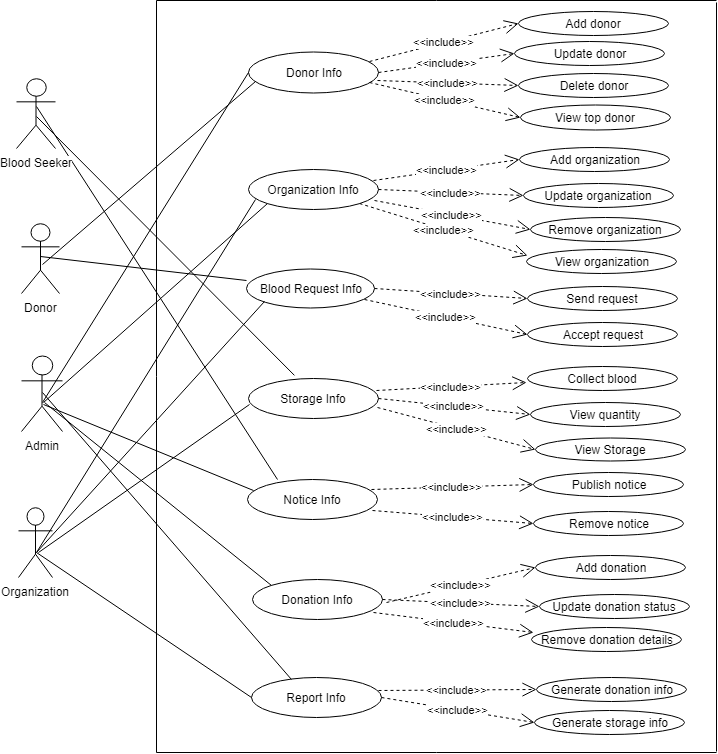 Blood Seeker
Donor
Admin
Organization
Donor Info
<<include>>
Add donor
<<include>>
Update donor
<<include>>
Delete donor
<<include>>
View top donor
Organization Info
<<include>>
Add organization
<<include>>
Update organization
<<include>>
Remove organization
<<include>>
View organization
Blood Request Info
<<include>>
Send request
<<include>>
Accept request
Storage Info
<<include>>
Collect blood
<<include>>
View quantity
<<include>>
View Storage
Notice Info
<<include>>
Publish notice
<<include>>
Remove notice
Donation Info
<<include>>
Add donation
<<include>>
Update donation status
<<include>>
Remove donation details
Report Info
<<include>>
Generate donation info
<<include>>
Generate storage info